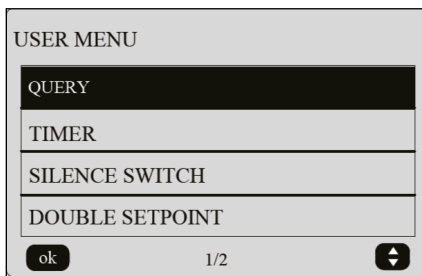 USER MENU
QUERY
TIMER
SILENCE SWITCH
DOUBLE SETPOINT
ok 1/2